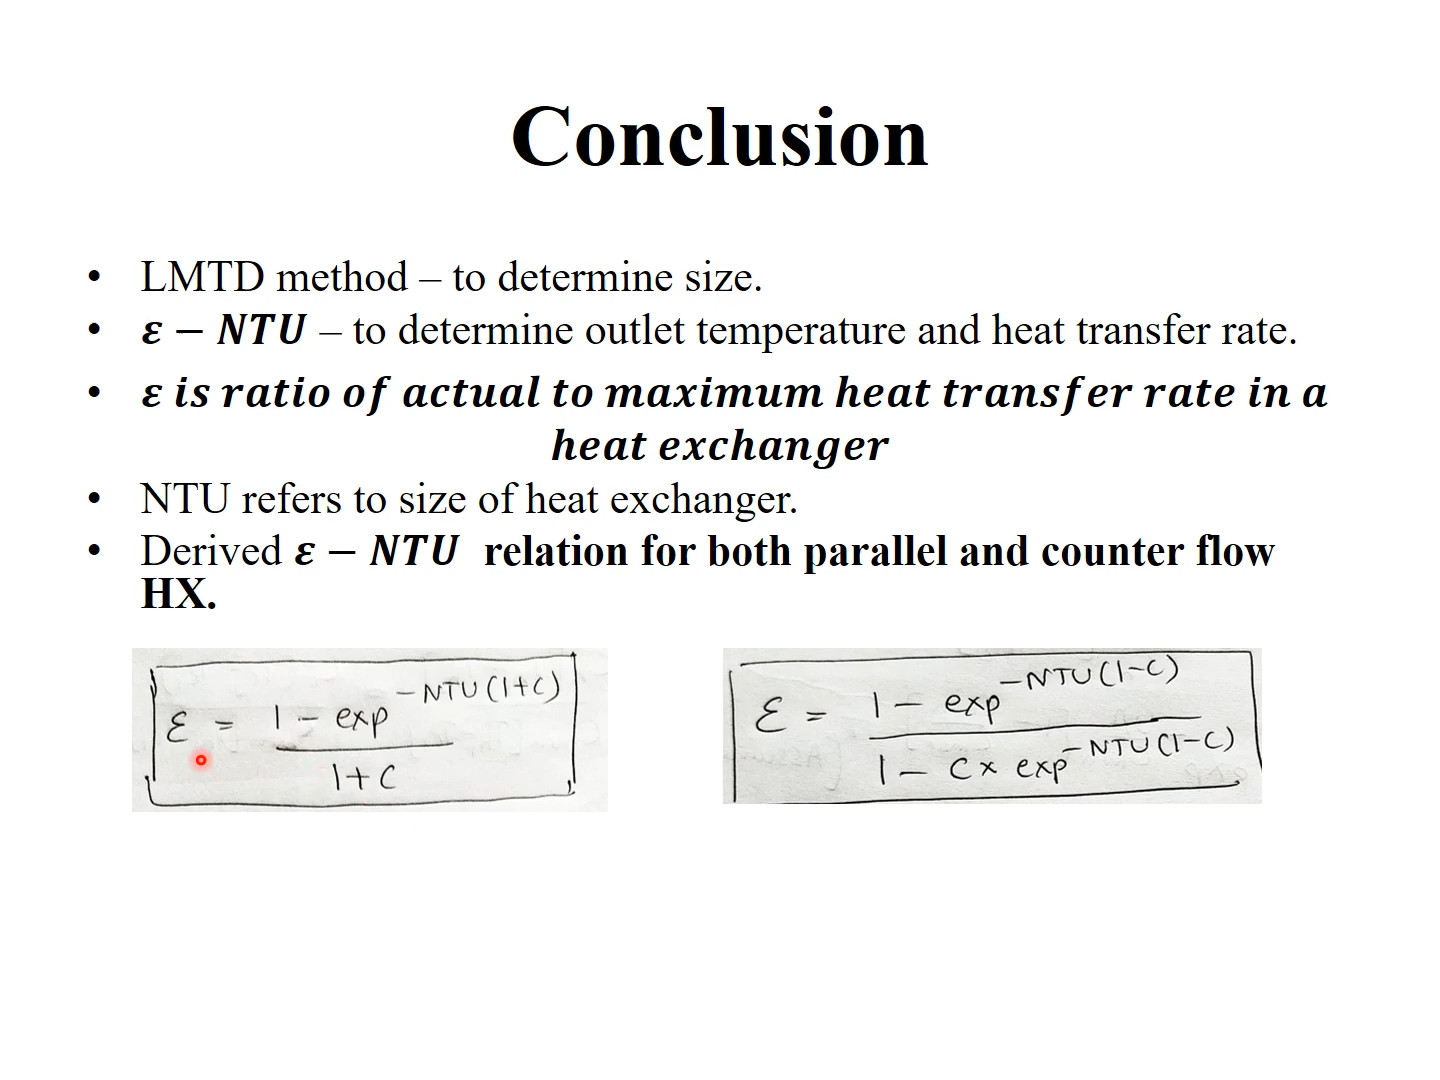 Conclusion
• LMTD method – to determine size.
• ε − NTU – to determine outlet temperature and heat transfer rate.
• ε is ratio of actual to maximum heat transfer rate in a
heat exchanger
• NTU refers to size of heat exchanger.
• Derived ε − NTU relation for both parallel and counter flow
HX.
ε = 1 − exp^−NTU(1+C)
1+C
ε = 1 − exp^−NTU(1−C)
1 − C× exp^−NTU(1−C)